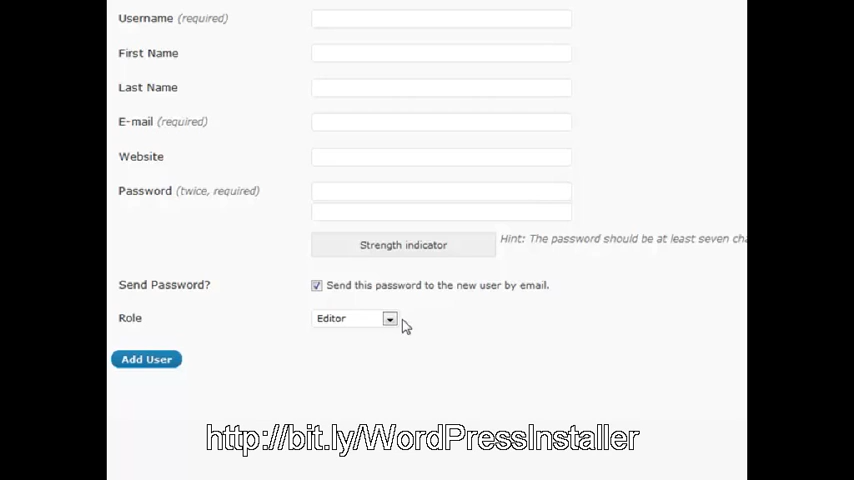 Username (required)
First Name
Last Name
E-mail (required)
Website
Password (twice, required)
Strength indicator
Hint: The password should be at least seven cha
Send Password?
Send this password to the new user by email.
Role
Editor
Add User
http://bit.ly/WordPressInstaller